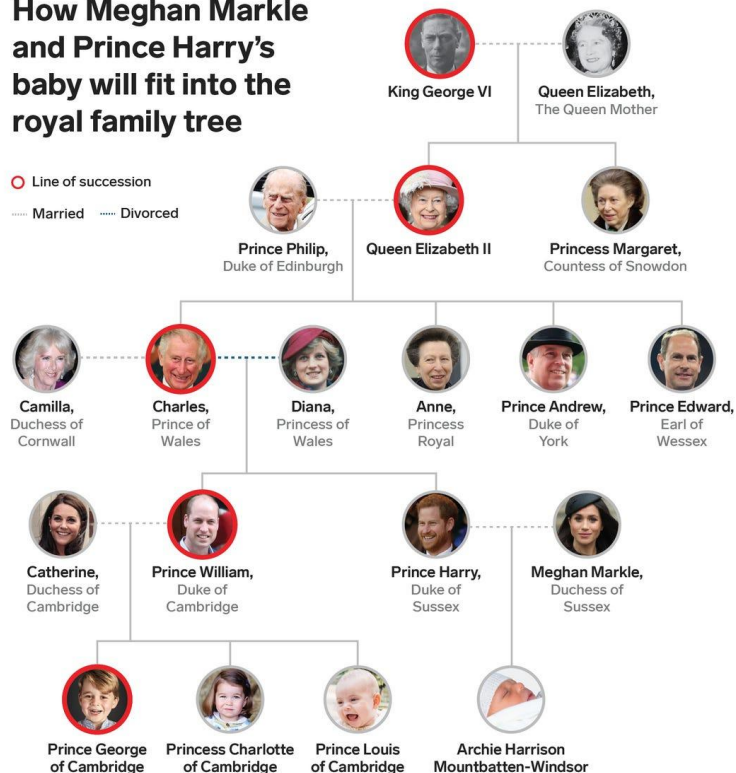 How Meghan Markle
and Prince Harry's
baby will fit into the
royal family tree
Line of succession
Married
Divorced
King George VI
Queen Elizabeth,
The Queen Mother
Prince Philip,
Duke of Edinburgh
Queen Elizabeth II
Princess Margaret,
Countess of Snowdon
Camilla,
Duchess of
Cornwall
Charles,
Prince of
Wales
Diana,
Princess of
Wales
Anne,
Princess
Royal
Prince Andrew,
Duke of
York
Prince Edward,
Earl of
Wessex
Catherine,
Duchess of
Cambridge
Prince William,
Duke of
Cambridge
Prince Harry,
Duke of
Sussex
Meghan Markle,
Duchess of
Sussex
Prince George
of Cambridge
Princess Charlotte
of Cambridge
Prince Louis
of Cambridge
Archie Harrison
Mountbatten-Windsor